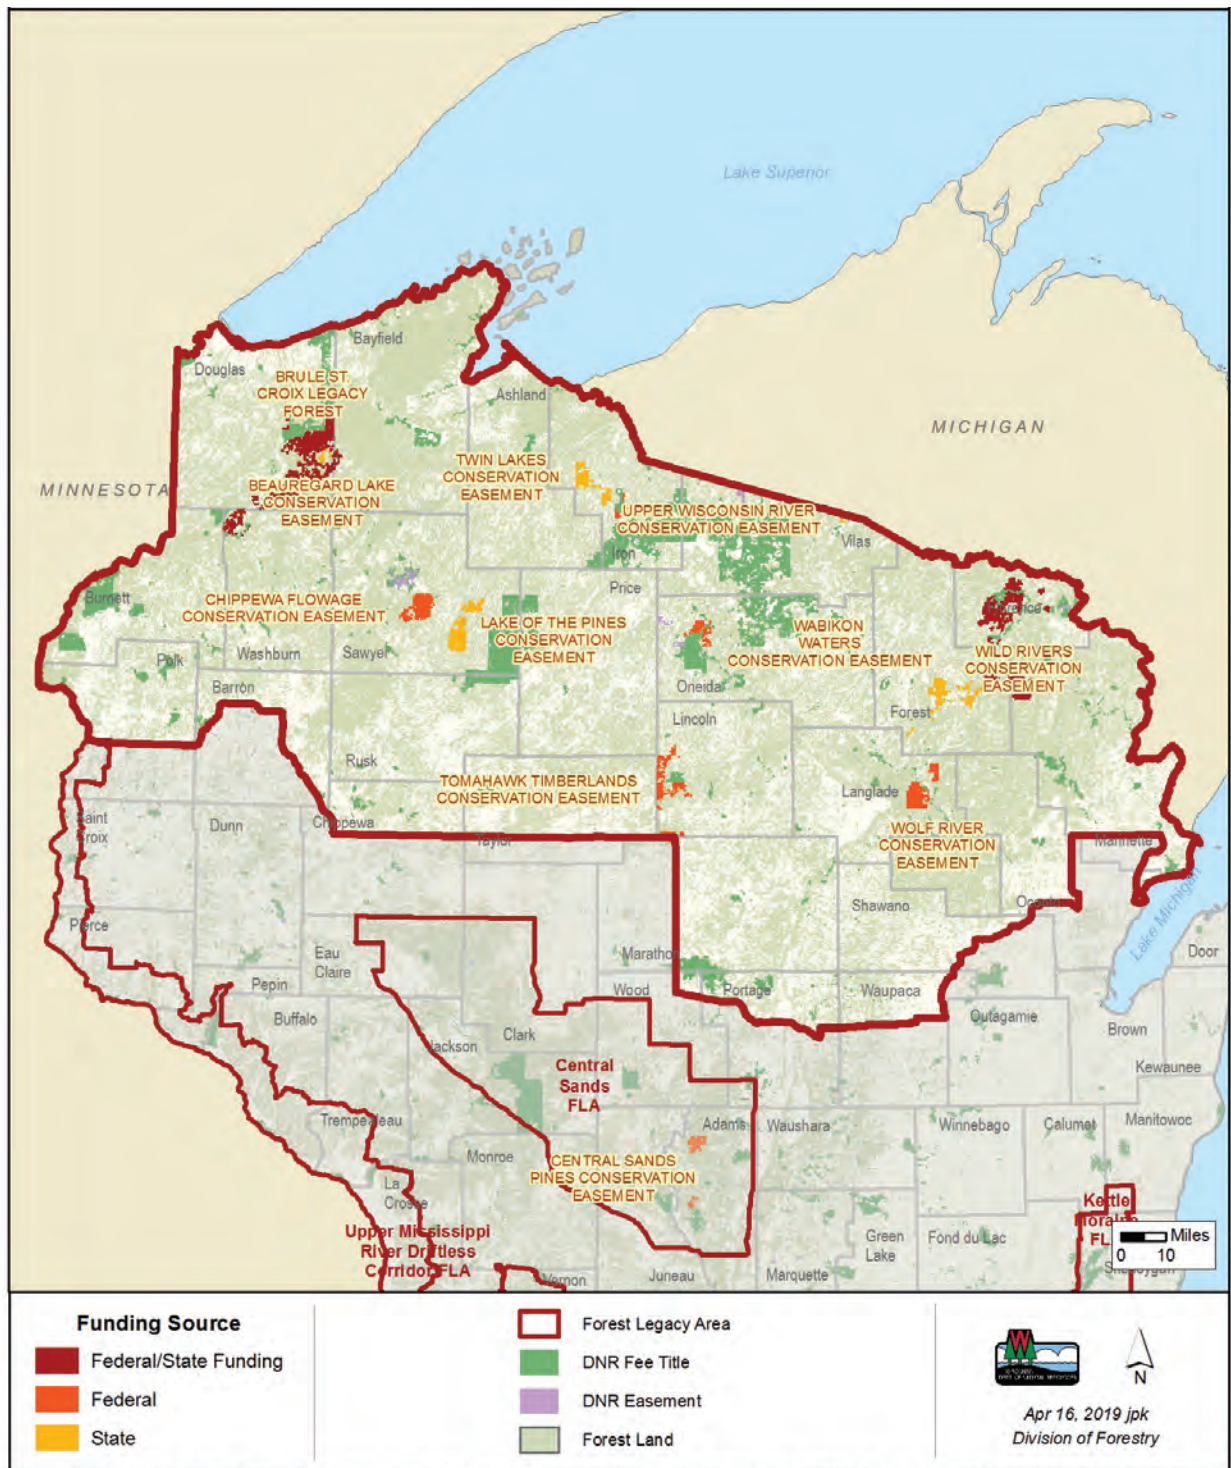 Lake Superior
Bayfield
Douglas
BRULE ST.
CROIX LEGACY
FOREST
Ashland
MICHIGAN
MINNESOTA
TWIN LAKES
CONSERVATION
EASEMENT
BEAUREGARD LAKE
CONSERVATION
EASEMENT
UPPER WISCONSIN RIVER
CONSERVATION EASEMENT
Vilas
Iron
Price
Burnett
CHIPPEWA FLOWAGE
CONSERVATION EASEMENT
Florence
LAKE OF THE PINES
CONSERVATION
EASEMENT
WABIKON
WATERS
CONSERVATION EASEMENT
WILD RIVERS
CONSERVATION
EASEMENT
Polk
Washburn
Sawyer
Barron
Oneida
Lincoln
Forest
Rusk
TOMAHAWK TIMBERLANDS
CONSERVATION EASEMENT
Langlade
Saint
Croix
Dunn
Chippewa
Taylor
WOLF RIVER
CONSERVATION
EASEMENT
Marinette
Shawano
Oconto
Lake Michigan
Pierce
Eau
Claire
Marathon
Door
Pepin
Wood
Portage
Waupaca
Buffalo
Clark
Jackson
Outagamie
Brown
Kewaunee
Central
Sands
FLA
Trempealeau
Adams
Waushara
Winnebago
Calumet
Manitowoc
Monroe
CENTRAL SANDS
PINES CONSERVATION
EASEMENT
La
Crosse
Upper Mississippi
River Driftless
Corridor FLA
Kettle
Moraine
Green
Lake
Fond du Lac
Miles
0 10
Vernon
Juneau
Marquette
Sheboygan
Funding Source
Federal/State Funding
Federal
State
Forest Legacy Area
DNR Fee Title
DNR Easement
Forest Land
W
N
Apr 16, 2019 jpk
Division of Forestry